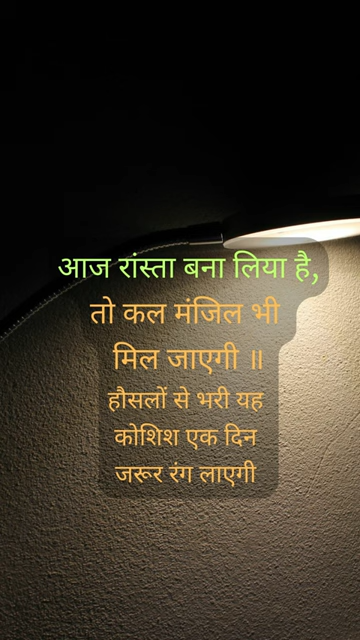 आज रांस्ता बना लिया है,
तो कल मंजिल भी
मिल जाएगी ॥
हौसलों से भरी यह
कोशिश एक दिन
जरूर रंग लाएगी